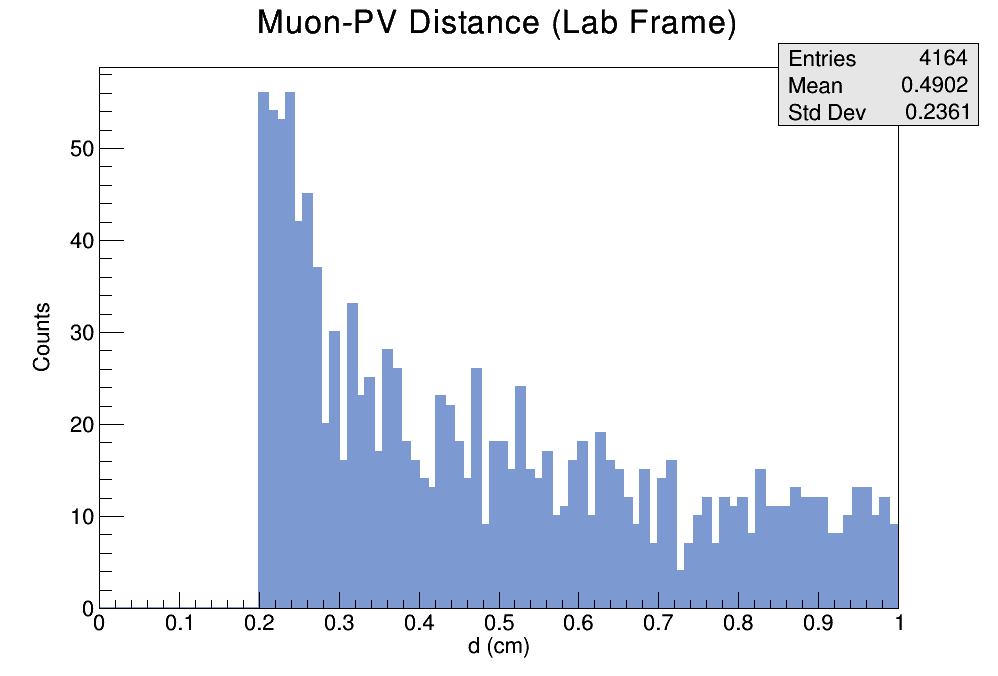 Muon-PV Distance (Lab Frame)
Entries 4164
Mean 0.4902
Std Dev 0.2361
Counts
50
40
30
20
10
0
0 0.1 0.2 0.3 0.4 0.5 0.6 0.7 0.8 0.9 1
d (cm)